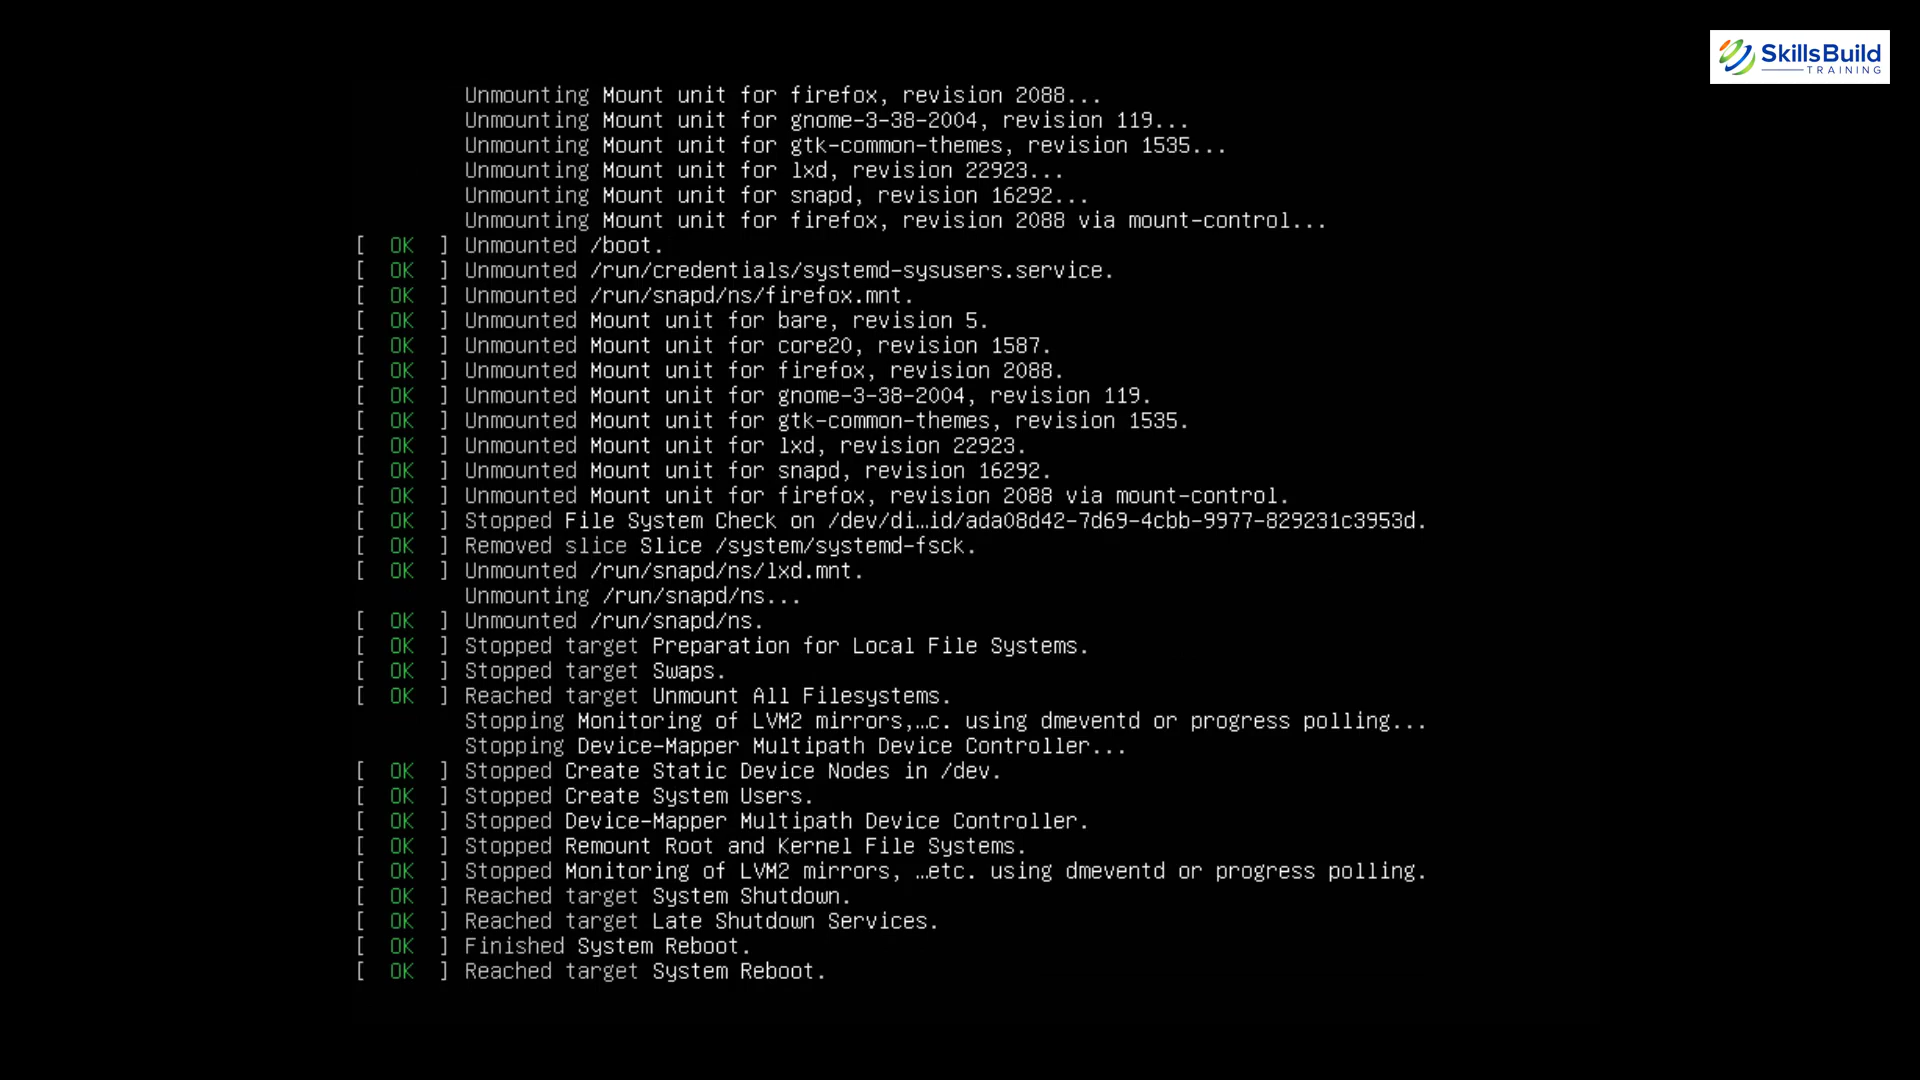 SkillsBuild
TRAINING
Unmounting Mount unit for firefox, revision 2088...
Unmounting Mount unit for gnome-3-38-2004, revision 119...
Unmounting Mount unit for gtk-common-themes, revision 1535...
Unmounting Mount unit for lxd, revision 22923...
Unmounting Mount unit for snapd, revision 16292...
Unmounting Mount unit for firefox, revision 2088 via mount-control...
[  OK  ] Unmounted /boot.
[  OK  ] Unmounted /run/credentials/systemd-sysusers.service.
[  OK  ] Unmounted /run/snapd/ns/firefox.mnt.
[  OK  ] Unmounted Mount unit for bare, revision 5.
[  OK  ] Unmounted Mount unit for core20, revision 1587.
[  OK  ] Unmounted Mount unit for firefox, revision 2088.
[  OK  ] Unmounted Mount unit for gnome-3-38-2004, revision 119.
[  OK  ] Unmounted Mount unit for gtk-common-themes, revision 1535.
[  OK  ] Unmounted Mount unit for lxd, revision 22923.
[  OK  ] Unmounted Mount unit for snapd, revision 16292.
[  OK  ] Unmounted Mount unit for firefox, revision 2088 via mount-control.
[  OK  ] Stopped File System Check on /dev/di…id/ada08d42-7d69-4cbb-9977-829231c3953d.
[  OK  ] Removed slice Slice /system/systemd-fsck.
[  OK  ] Unmounted /run/snapd/ns/lxd.mnt.
Unmounting /run/snapd/ns...
[  OK  ] Unmounted /run/snapd/ns.
[  OK  ] Stopped target Preparation for Local File Systems.
[  OK  ] Stopped target Swaps.
[  OK  ] Reached target Unmount All Filesystems.
Stopping Monitoring of LVM2 mirrors,…c. using dmeventd or progress polling...
Stopping Device-Mapper Multipath Device Controller...
[  OK  ] Stopped Create Static Device Nodes in /dev.
[  OK  ] Stopped Create System Users.
[  OK  ] Stopped Device-Mapper Multipath Device Controller.
[  OK  ] Stopped Remount Root and Kernel File Systems.
[  OK  ] Stopped Monitoring of LVM2 mirrors, …etc. using dmeventd or progress polling.
[  OK  ] Reached target System Shutdown.
[  OK  ] Reached target Late Shutdown Services.
[  OK  ] Finished System Reboot.
[  OK  ] Reached target System Reboot.